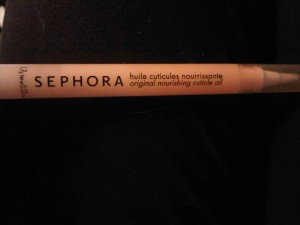 SEPHORA
huile cuticules nourrissante
original nourishing cuticle oil